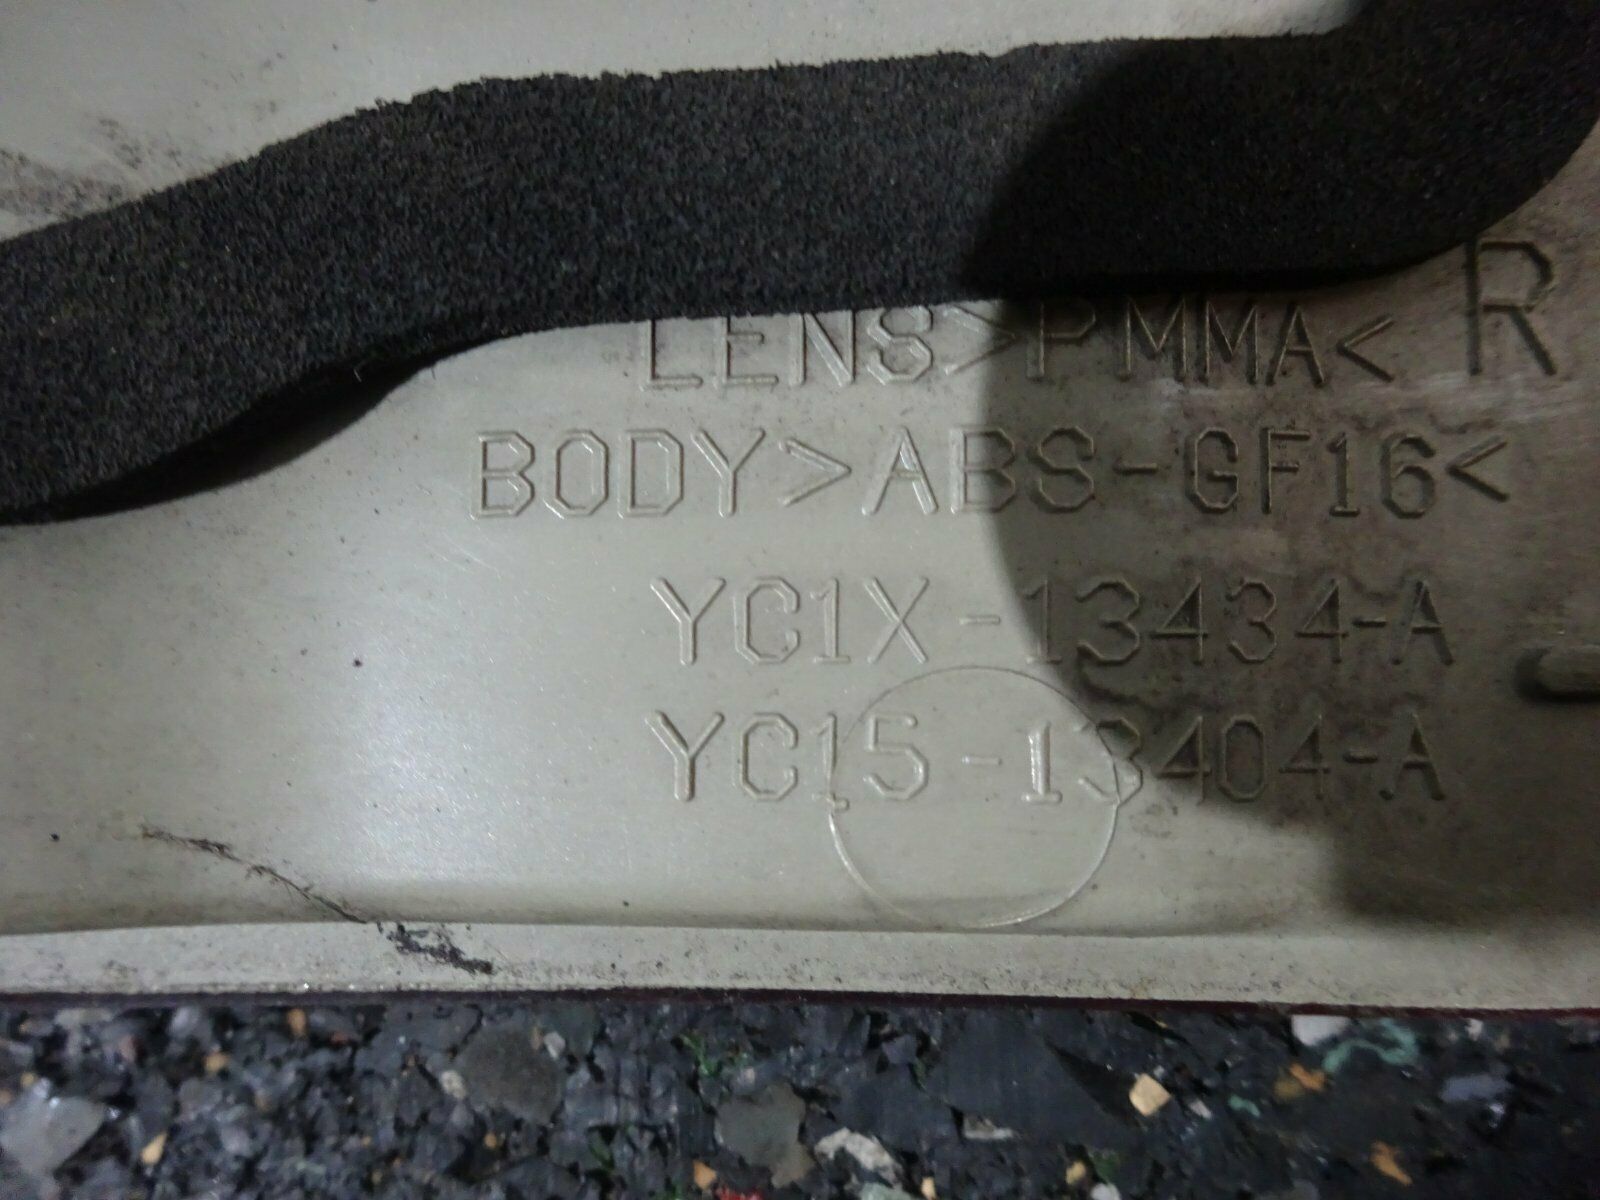 LENS>PMMA< R
BODY>ABS-GF16<
YC1X-13434-A
YC15-13404-A